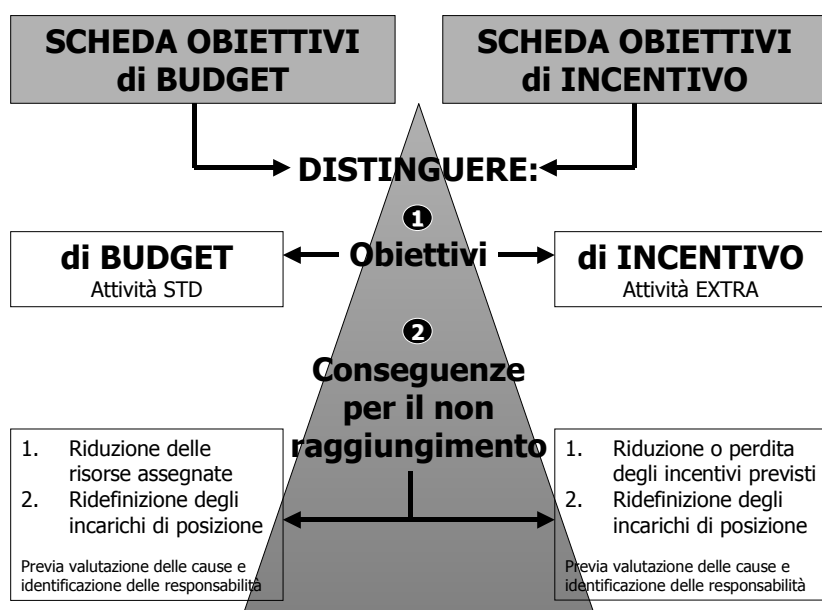 SCHEDA OBIETTIVI
di BUDGET
SCHEDA OBIETTIVI
di INCENTIVO
DISTINGUERE:
1
Obiettivi
di BUDGET
Attività STD
di INCENTIVO
Attività EXTRA
2
Conseguenze
per il non
raggiungimento
1. Riduzione delle
risorse assegnate
2. Ridefinizione degli
incarichi di posizione
Previa valutazione delle cause e
identificazione delle responsabilità
1. Riduzione o perdita
degli incentivi previsti
2. Ridefinizione degli
incarichi di posizione
Previa valutazione delle cause e
identificazione delle responsabilità